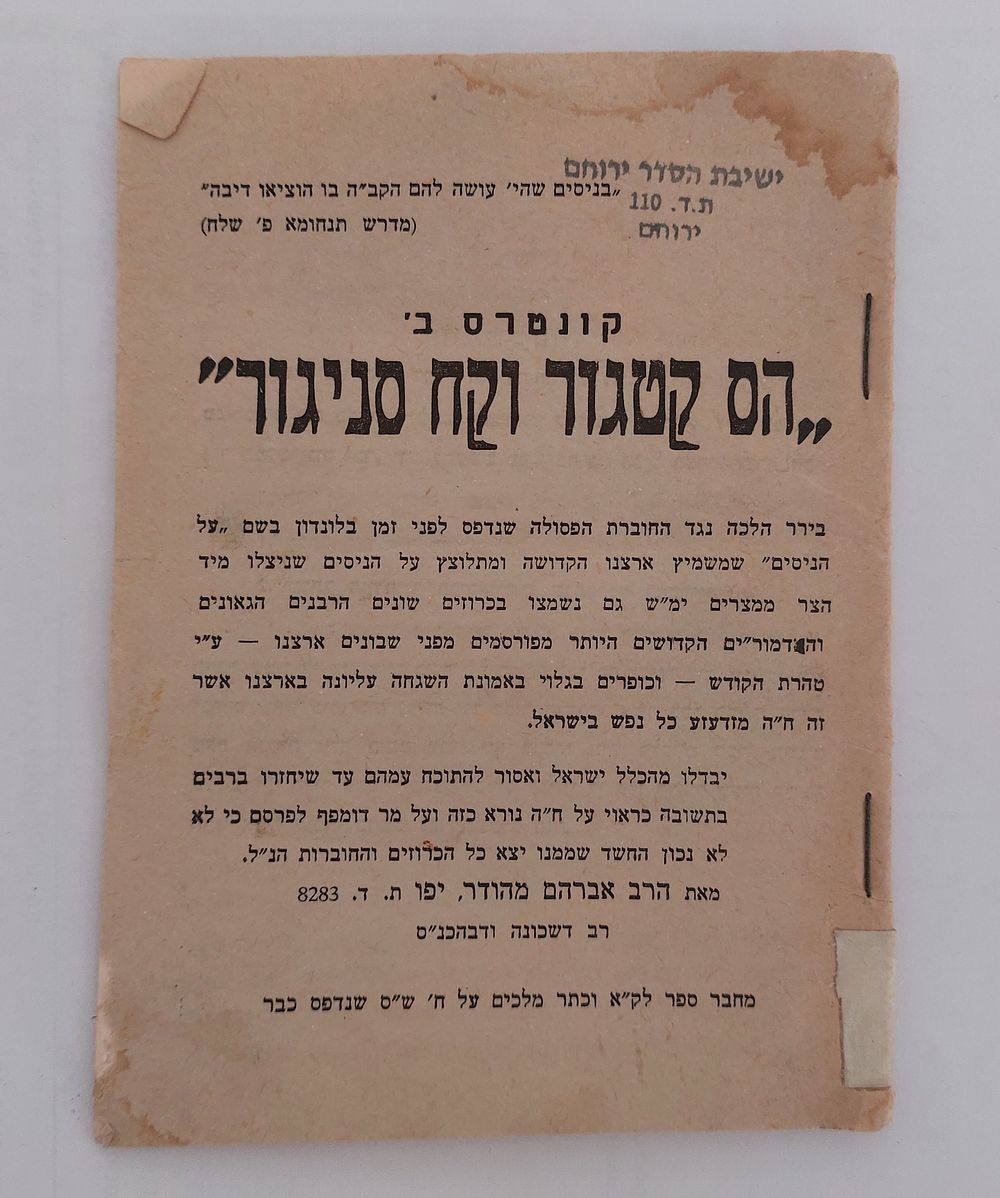 ישיבת הסדר ירוחם
ת.ד. 110
ירוחם
„בניסים שהי׳ עושה להם הקב״ה בו הוציאו דיבה״
(מדרש תנחומא פ׳ שלח)
קונטרס ב׳
„הס קטגור וקח סניגור”
בירר הלכה נגד החוברת הפסולה שנדפס לפני זמן בלונדון בשם „על
הניסים״ שמשמיץ ארצנו הקדושה ומתלוצץ על הניסים שניצלו מיד
הצר ממצרים ימ״ש גם נשמצו בכרוזים שונים הרבנים הגאונים
והאדמור״ים הקדושים היותר מפורסמים מפני שבונים ארצנו — ע״י
טהרת הקודש — וכופרים בגלוי באמונת השגחה עליונה בארצנו אשר
זה ח״ה מזדעזע כל נפש בישראל.
יבדלו מהכלל ישראל ואסור להתוכח עמהם עד שיחזרו ברבים
בתשובה כראוי על ח״ה נורא כזה ועל מר דומפף לפרסם כי לא
לא נכון החשד שממנו יצא כל הכרוזים והחוברות הנ״ל.
מאת הרב אברהם מהודר, יפו ת. ד. 8283
רב דשכונה ודבהכנ״ס
מחבר ספר לק״א וכתר מלכים על ח׳ ש״ס שנדפס כבר